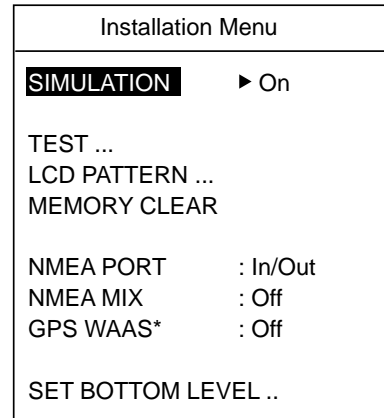 Installation Menu
SIMULATION ▶ On
TEST ...
LCD PATTERN ...
MEMORY CLEAR
NMEA PORT : In/Out
NMEA MIX : Off
GPS WAAS* : Off
SET BOTTOM LEVEL ..